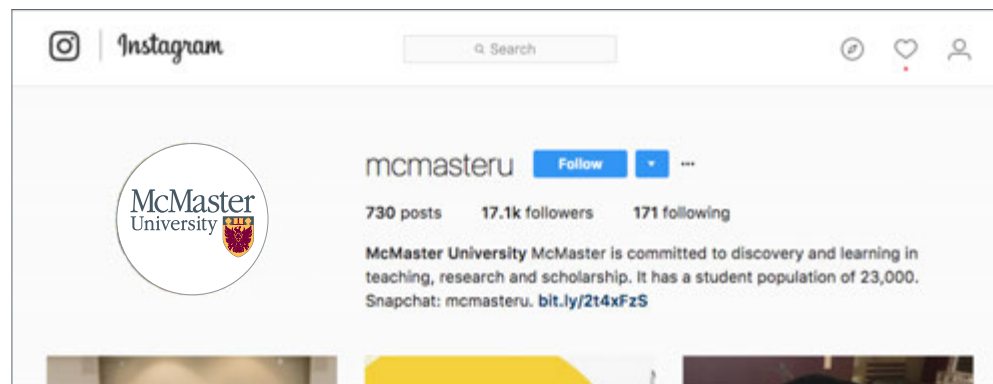 Instagram
Search
McMaster
University
mcmasteru Follow
730 posts 17.1k followers 171 following
McMaster University McMaster is committed to discovery and learning in
teaching, research and scholarship. It has a student population of 23,000.
Snapchat: mcmasteru. bit.ly/2t4xFzS